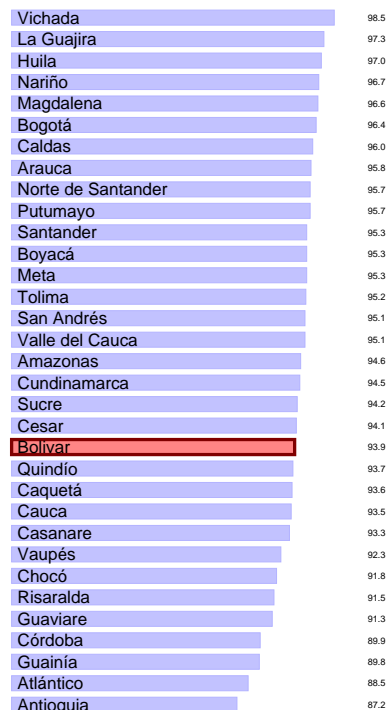 Vichada 98.5
La Guajira 97.3
Huila 97.0
Nariño 96.7
Magdalena 96.6
Bogotá 96.4
Caldas 96.0
Arauca 95.8
Norte de Santander 95.7
Putumayo 95.7
Santander 95.3
Boyacá 95.3
Meta 95.3
Tolima 95.2
San Andrés 95.1
Valle del Cauca 95.1
Amazonas 94.6
Cundinamarca 94.5
Sucre 94.2
Cesar 94.1
Bolivar 93.9
Quindío 93.7
Caquetá 93.6
Cauca 93.5
Casanare 93.3
Vaupés 92.3
Chocó 91.8
Risaralda 91.5
Guaviare 91.3
Córdoba 89.9
Guainía 89.8
Atlántico 88.5
Antioquia 87.2